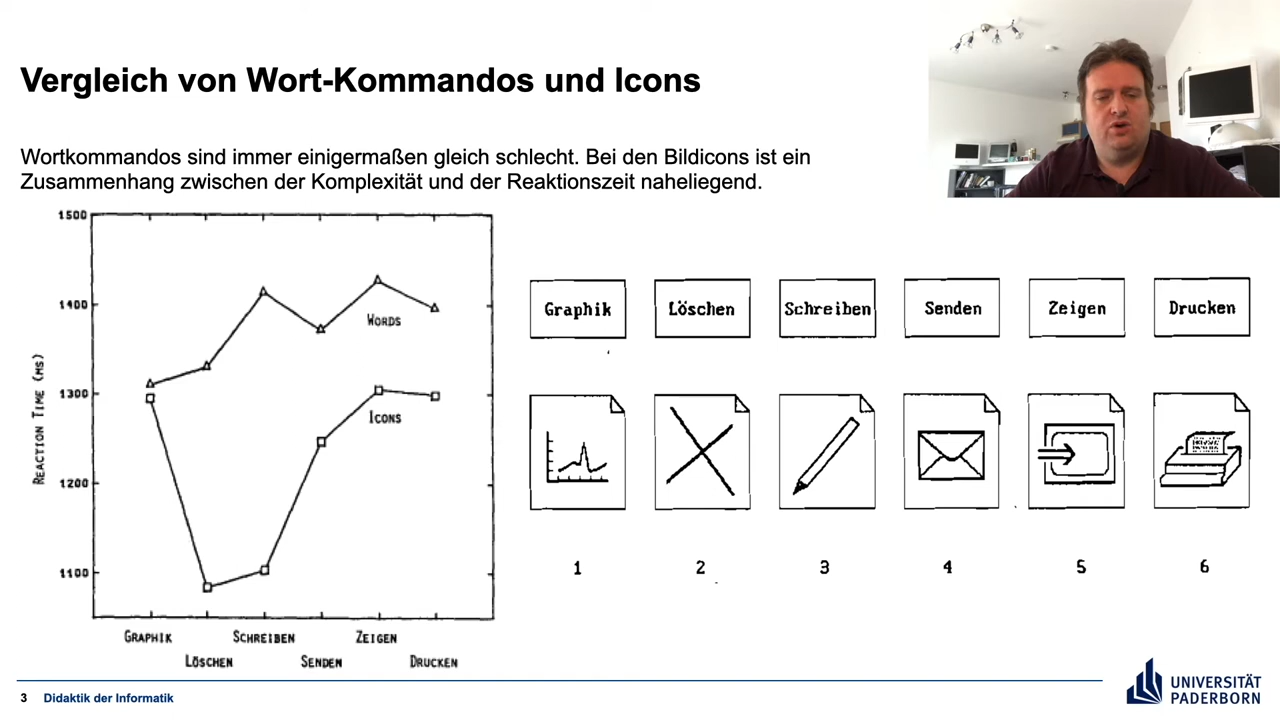 Vergleich von Wort-Kommandos und Icons
Wortkommandos sind immer einigermaßen gleich schlecht. Bei den Bildicons ist ein
Zusammenhang zwischen der Komplexität und der Reaktionszeit naheliegend.
1500
1400
1300
1200
1100
REACTION TIME (MS)
WORDS
ICONS
GRAPHIK
LÖSCHEN
SCHREIBEN
SENDEN
ZEIGEN
DRUCKEN
Graphik
Löschen
Schreiben
Senden
Zeigen
Drucken
1
2
3
4
5
6
3 Didaktik der Informatik
UNIVERSITÄT
PADERBORN